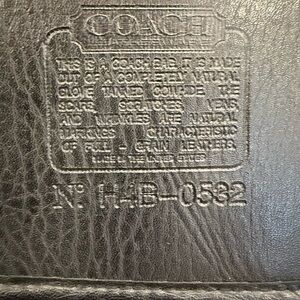 COACH
THIS IS A COACH BAG. IT IS MADE
OUT OF A COMPLETELY NATURAL
GLOVE TANNED COWHIDE. THE
SCARS, SCRATCHES, VEINS
AND WRINKLES ARE NATURAL
MARKINGS CHARACTERISTIC
OF FULL - GRAIN LEATHERS.
MADE IN THE UNITED STATES
Nº H4B-0532